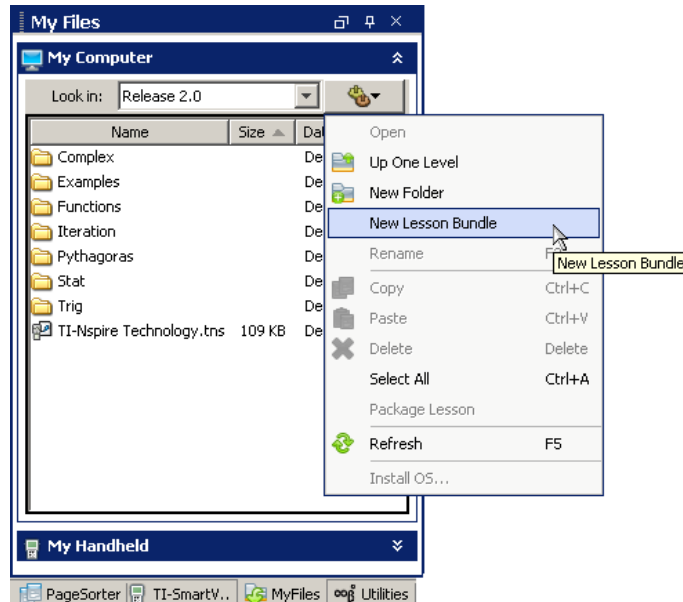 My Files
My Computer
Look in: Release 2.0
Name Size Da
Complex De
Examples De
Functions De
Iteration De
Pythagoras De
Stat De
Trig De
TI-Nspire Technology.tns 109 KB De
Open
Up One Level
New Folder
New Lesson Bundle
Rename
New Lesson Bundle
Copy Ctrl+C
Paste Ctrl+V
Delete Delete
Select All Ctrl+A
Package Lesson
Refresh F5
Install OS...
My Handheld
PageSorter TI-SmartV.. MyFiles Utilities